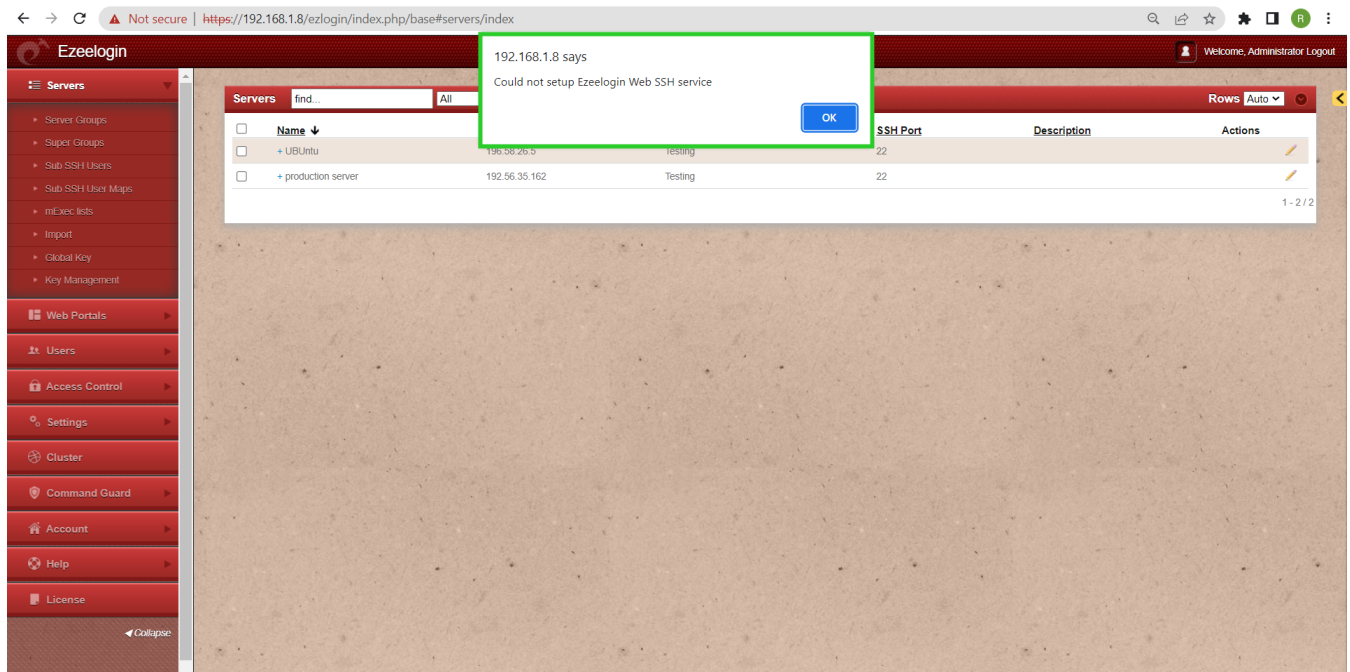 Not secure | https://192.168.1.8/ezlogin/index.php/base#servers/index
R
Ezeelogin
Welcome, Administrator Logout
192.168.1.8 says
Could not setup Ezeelogin Web SSH service
OK
Servers
Server Groups
Super Groups
Sub SSH Users
Sub SSH User Maps
mExec lists
Import
Global Key
Key Management
Web Portals
Users
Access Control
Settings
Cluster
Command Guard
Account
Help
License
Collapse
Servers find... All Rows Auto
Name SSH Port Description Actions
+ UBUntu 196.58.26.5 Testing 22
+ production server 192.56.35.162 Testing 22
1 - 2 / 2